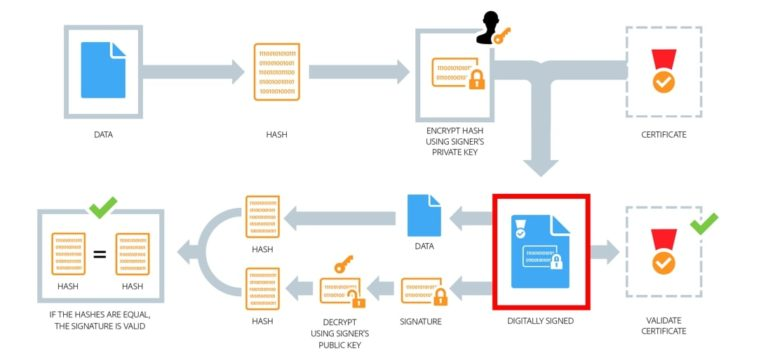 DATA
HASH
ENCRYPT HASH
USING SIGNER'S
PRIVATE KEY
CERTIFICATE
HASH
=
HASH
IF THE HASHES ARE EQUAL,
THE SIGNATURE IS VALID
HASH
DATA
HASH
DECRYPT
USING SIGNER'S
PUBLIC KEY
SIGNATURE
DIGITALLY SIGNED
VALIDATE
CERTIFICATE